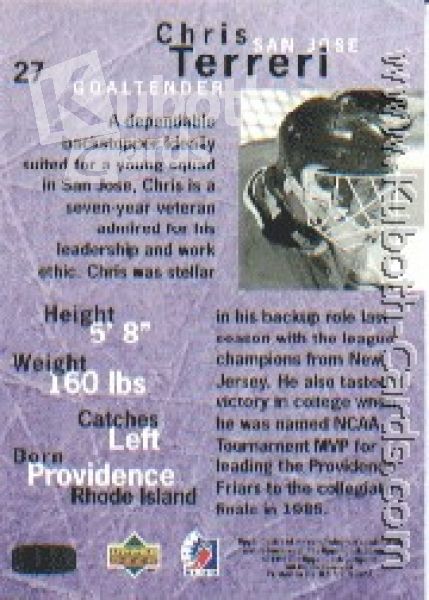 Chris
SAN JOSE
27
Terreri
GOALTENDER
A dependable
backstopper ideally
suited for a young squad
in San Jose, Chris is a
seven-year veteran
admired for his
leadership and work
ethic. Chris was stellar
in his backup role last
season with the league
champions from New
Jersey. He also tasted
victory in college when
he was named NCAA
Tournament MVP for
leading the Providence
Friars to the collegiate
finale in 1985.
Height
5' 8"
Weight
160 lbs
Catches
Left
Born
Providence
Rhode Island
www.Kuboth-Cards.com